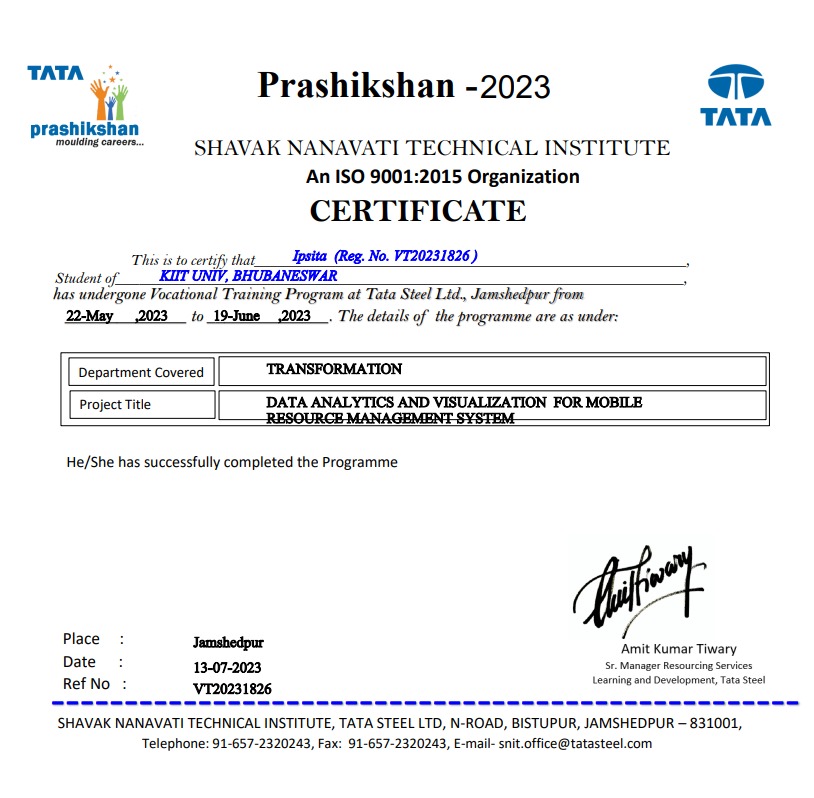 TATA
prashikshan
moulding careers...
Prashikshan -2023
TATA
SHAVAK NANAVATI TECHNICAL INSTITUTE
An ISO 9001:2015 Organization
CERTIFICATE
This is to certify that Ipsita (Reg. No. VT20231826 ) ,
Student of KIIT UNIV, BHUBANESWAR ,
has undergone Vocational Training Program at Tata Steel Ltd., Jamshedpur from
22-May ,2023 to 19-June ,2023 . The details of the programme are as under:
Department Covered TRANSFORMATION
Project Title DATA ANALYTICS AND VISUALIZATION FOR MOBILE
RESOURCE MANAGEMENT SYSTEM
He/She has successfully completed the Programme
Amit Kumar Tiwary
Sr. Manager Resourcing Services
Learning and Development, Tata Steel
Place : Jamshedpur
Date : 13-07-2023
Ref No : VT20231826
SHAVAK NANAVATI TECHNICAL INSTITUTE, TATA STEEL LTD, N-ROAD, BISTUPUR, JAMSHEDPUR – 831001,
Telephone: 91-657-2320243, Fax: 91-657-2320243, E-mail- snit.office@tatasteel.com